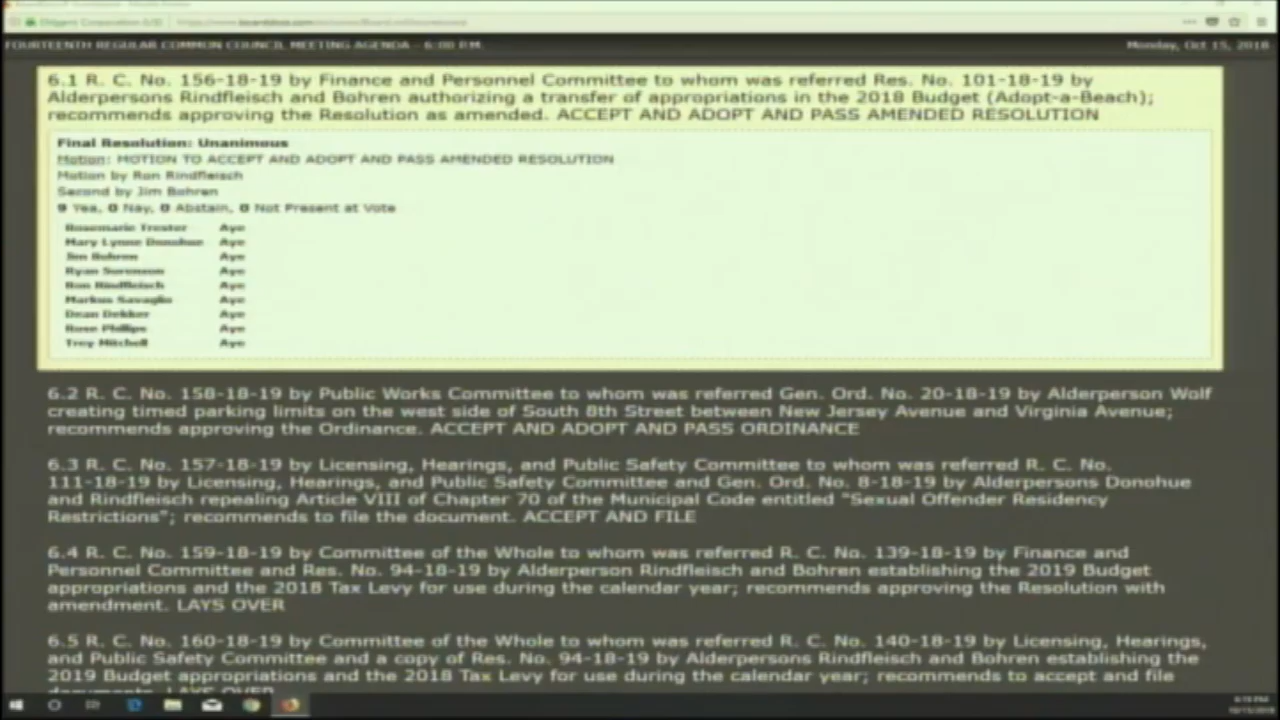 FOURTEENTH REGULAR COMMON COUNCIL MEETING AGENDA - 6:00 P.M.
Monday, Oct 15, 2018
6.1 R. C. No. 156-18-19 by Finance and Personnel Committee to whom was referred Res. No. 101-18-19 by
Alderpersons Rindfleisch and Bohren authorizing a transfer of appropriations in the 2018 Budget (Adopt-a-Beach);
recommends approving the Resolution as amended. ACCEPT AND ADOPT AND PASS AMENDED RESOLUTION
Final Resolution: Unanimous
Motion: MOTION TO ACCEPT AND ADOPT AND PASS AMENDED RESOLUTION
Motion by Ron Rindfleisch
Second by Jim Bohren
9 Yea, 0 Nay, 0 Abstain, 0 Not Present at Vote
Rosemarie Trester Aye
Mary Lynne Donohue Aye
Jim Bohren Aye
Ryan Sorenson Aye
Ron Rindfleisch Aye
Markus Savaglio Aye
Dean Dekker Aye
Rose Phillips Aye
Trey Mitchell Aye
6.2 R. C. No. 158-18-19 by Public Works Committee to whom was referred Gen. Ord. No. 20-18-19 by Alderperson Wolf
creating timed parking limits on the west side of South 8th Street between New Jersey Avenue and Virginia Avenue;
recommends approving the Ordinance. ACCEPT AND ADOPT AND PASS ORDINANCE
6.3 R. C. No. 157-18-19 by Licensing, Hearings, and Public Safety Committee to whom was referred R. C. No.
111-18-19 by Licensing, Hearings, and Public Safety Committee and Gen. Ord. No. 8-18-19 by Alderpersons Donohue
and Rindfleisch repealing Article VIII of Chapter 70 of the Municipal Code entitled "Sexual Offender Residency
Restrictions"; recommends to file the document. ACCEPT AND FILE
6.4 R. C. No. 159-18-19 by Committee of the Whole to whom was referred R. C. No. 139-18-19 by Finance and
Personnel Committee and Res. No. 94-18-19 by Alderperson Rindfleisch and Bohren establishing the 2019 Budget
appropriations and the 2018 Tax Levy for use during the calendar year; recommends approving the Resolution with
amendment. LAYS OVER
6.5 R. C. No. 160-18-19 by Committee of the Whole to whom was referred R. C. No. 140-18-19 by Licensing, Hearings,
and Public Safety Committee and a copy of Res. No. 94-18-19 by Alderpersons Rindfleisch and Bohren establishing the
2019 Budget appropriations and the 2018 Tax Levy for use during the calendar year; recommends to accept and file
documents. LAYS OVER
10/15/2018